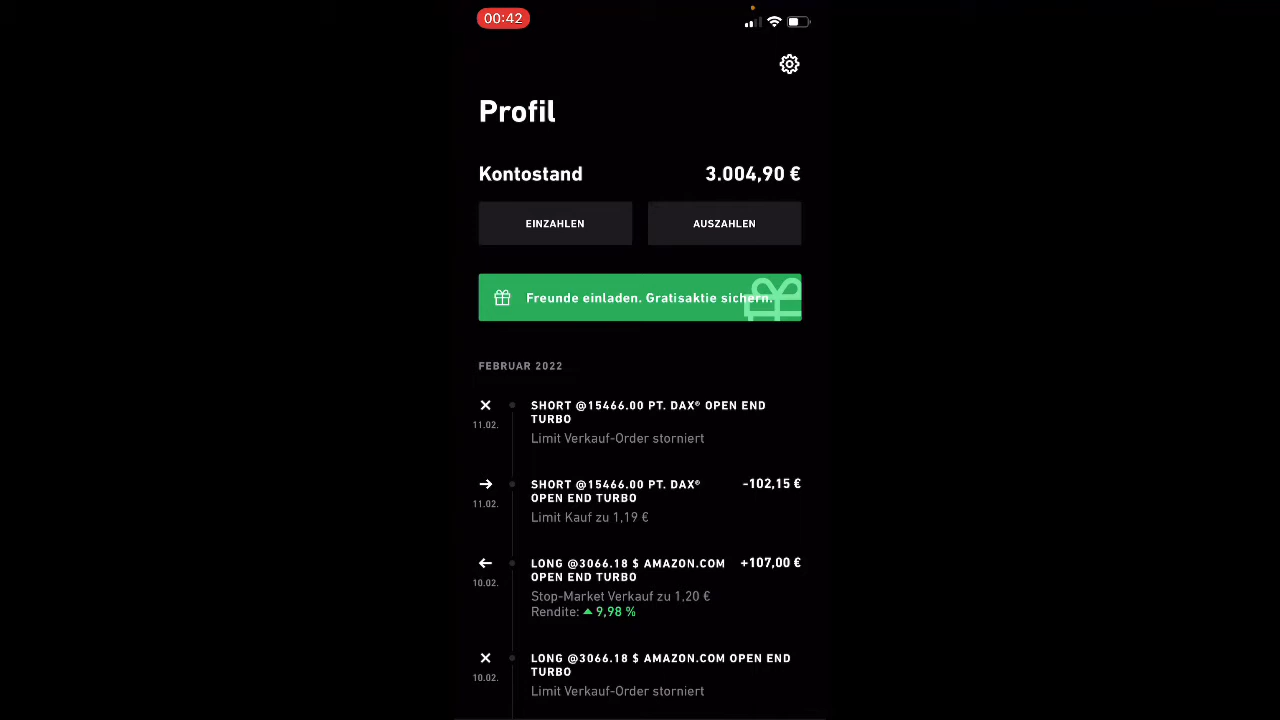 00:42
Profil
Kontostand 3.004,90 €
EINZAHLEN AUSZAHLEN
Freunde einladen. Gratisaktie sichern.
FEBRUAR 2022
SHORT @15466.00 PT. DAX® OPEN END
TURBO
11.02.
Limit Verkauf-Order storniert
SHORT @15466.00 PT. DAX® -102,15 €
OPEN END TURBO
11.02.
Limit Kauf zu 1,19 €
LONG @3066.18 $ AMAZON.COM +107,00 €
OPEN END TURBO
10.02.
Stop-Market Verkauf zu 1,20 €
Rendite: ▲ 9,98 %
LONG @3066.18 $ AMAZON.COM OPEN END
TURBO
10.02.
Limit Verkauf-Order storniert